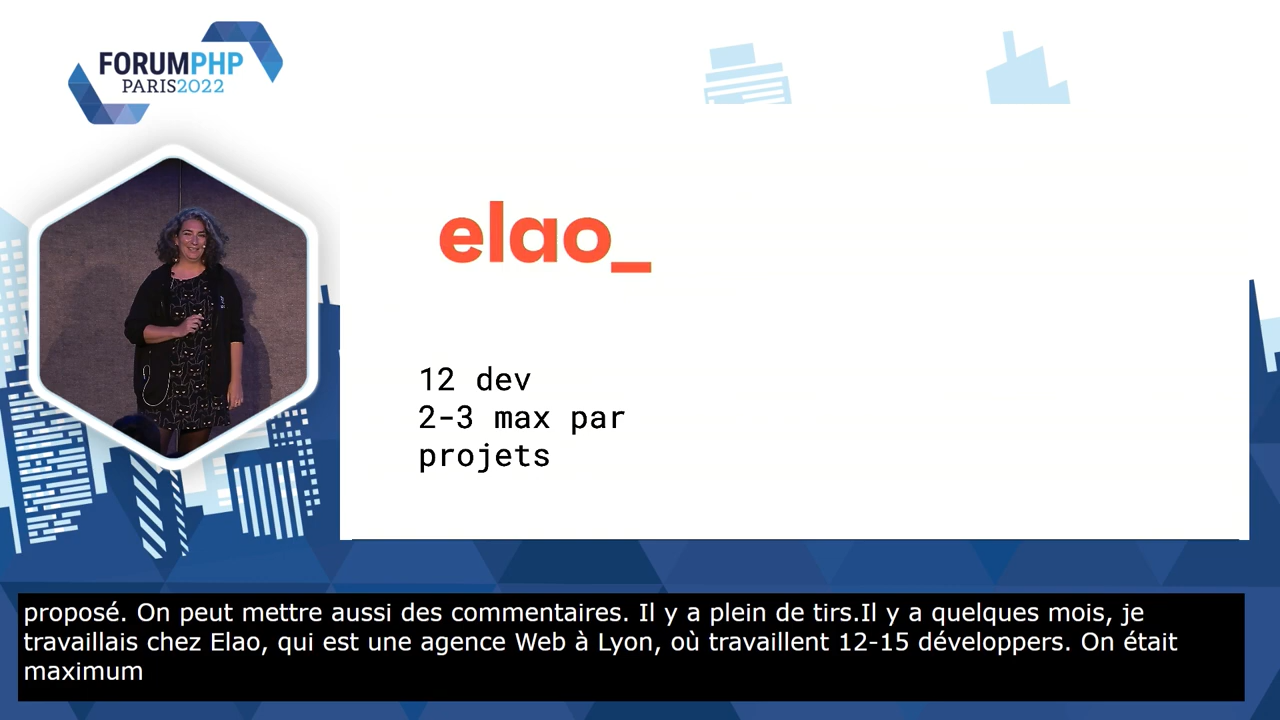 FORUMPHP
PARIS2022
elao_
12 dev
2-3 max par
projets
proposé. On peut mettre aussi des commentaires. Il y a plein de tirs.Il y a quelques mois, je
travaillais chez Elao, qui est une agence Web à Lyon, où travaillent 12-15 développers. On était
maximum